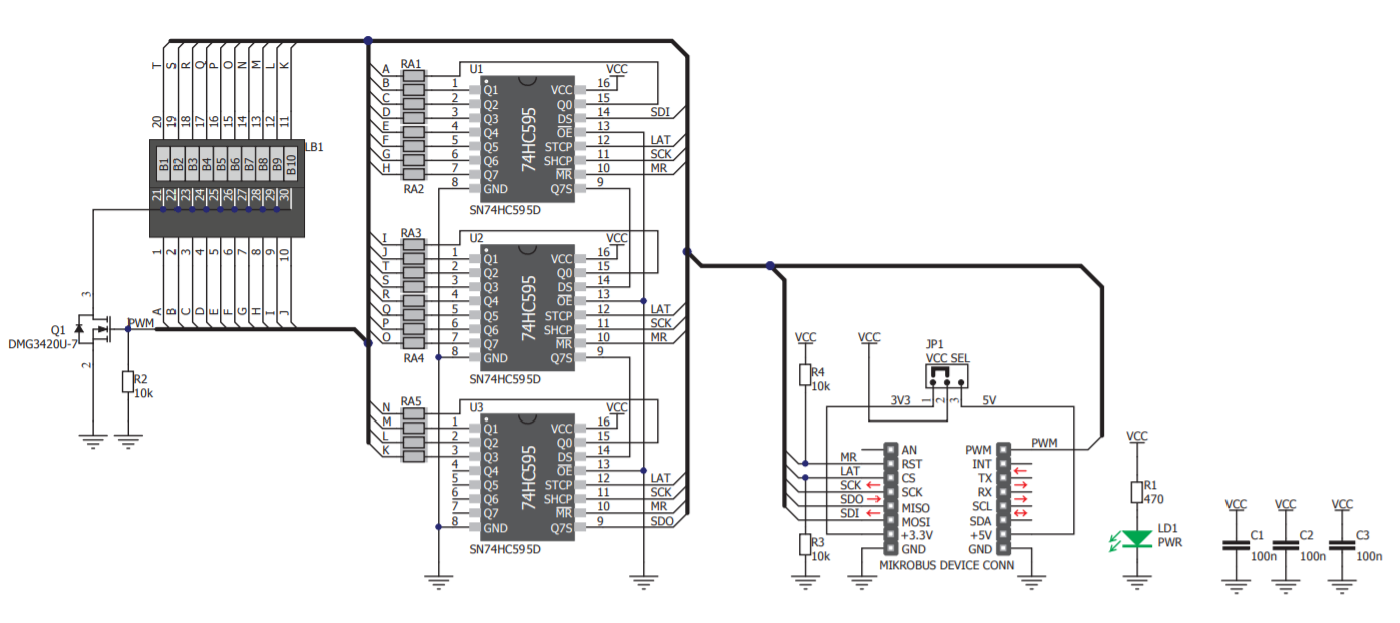 T S R Q P O N M L K
20 19 18 17 16 15 14 13 12 11
LB1
B1 B2 B3 B4 B5 B6 B7 B8 B9 B10
21 22 23 24 25 26 27 28 29 30
1 2 3 4 5 6 7 8 9 10
A B C D E F G H I J
3
Q1
DMG3420U-7
2
PWM
R2
10k
A RA1 U1 VCC
B 1 Q1 VCC 16
C 2 Q2 Q0 15
D 3 Q3 DS 14 SDI
E 4 Q4 OE 13
F 5 Q5 STCP 12 LAT
G 6 Q6 SHCP 11 SCK
H 7 Q7 MR 10 MR
RA2 8 GND Q7S 9
74HC595
SN74HC595D
I RA3 U2 VCC
J 1 Q1 VCC 16
T 2 Q2 Q0 15
S 3 Q3 DS 14
R 4 Q4 OE 13
Q 5 Q5 STCP 12 LAT
P 6 Q6 SHCP 11 SCK
O 7 Q7 MR 10 MR
RA4 8 GND Q7S 9
74HC595
SN74HC595D
N RA5 U3 VCC
M 1 Q1 VCC 16
L 2 Q2 Q0 15
K 3 Q3 DS 14
4 Q4 OE 13
5 Q5 STCP 12 LAT
6 Q6 SHCP 11 SCK
7 Q7 MR 10 MR
8 GND Q7S 9 SDO
74HC595
SN74HC595D
VCC
R4
10k
VCC
JP1
VCC SEL
3V3 1 2 3 5V
AN PWM PWM
MR RST INT
LAT CS TX
SCK SCK RX
SDO MISO SCL
SDI MOSI SDA
+3.3V +5V
GND GND
MIKROBUS DEVICE CONN
R3
10k
VCC
R1
470
LD1
PWR
VCC
C1
100n
VCC
C2
100n
VCC
C3
100n